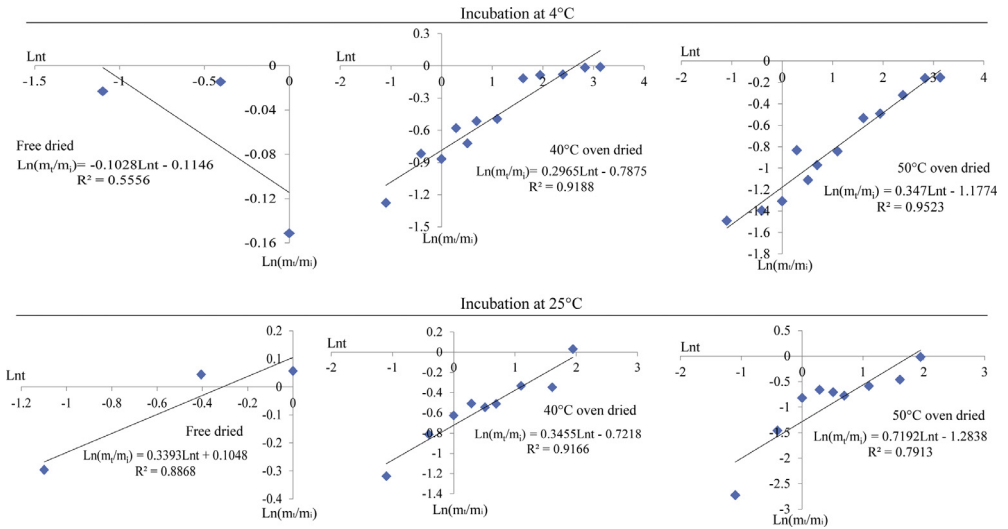 Incubation at 4°C
Lnt
-1.5 -1 -0.5 0
0
-0.04
-0.08
-0.12
-0.16
Free dried
Ln(mt/mi)= -0.1028Lnt - 0.1146
R² = 0.5556
Ln(mt/mi)
Lnt
-2 -1 0 1 2 3 4
0.3
0
-0.3
-0.6
-0.9
-1.2
-1.5
40°C oven dried
Ln(mt/mi) = 0.2965Lnt - 0.7875
R² = 0.9188
Ln(mt/mi)
Lnt
-2 -1 0 1 2 3 4
0
-0.2
-0.4
-0.6
-0.8
-1
-1.2
-1.4
-1.6
-1.8
50°C oven dried
Ln(mt/mi) = 0.347Lnt - 1.1774
R² = 0.9523
Ln(mt/mi)
Incubation at 25°C
Lnt
-1.2 -1 -0.8 -0.6 -0.4 -0.2 0
0.2
0.1
0
-0.1
-0.2
-0.3
-0.4
Free dried
Ln(mt/mi) = 0.3393Lnt + 0.1048
R² = 0.8868
Ln(mt/mi)
Lnt
-2 -1 0 1 2 3
0.2
0
-0.2
-0.4
-0.6
-0.8
-1
-1.2
-1.4
40°C oven dried
Ln(mt/mi) = 0.3455Lnt - 0.7218
R² = 0.9166
Ln(mt/mi)
Lnt
-2 -1 0 1 2 3
0.5
0
-0.5
-1
-1.5
-2
-2.5
-3
50°C oven dried
Ln(mt/mi) = 0.7192Lnt - 1.2838
R² = 0.7913
Ln(mt/mi)